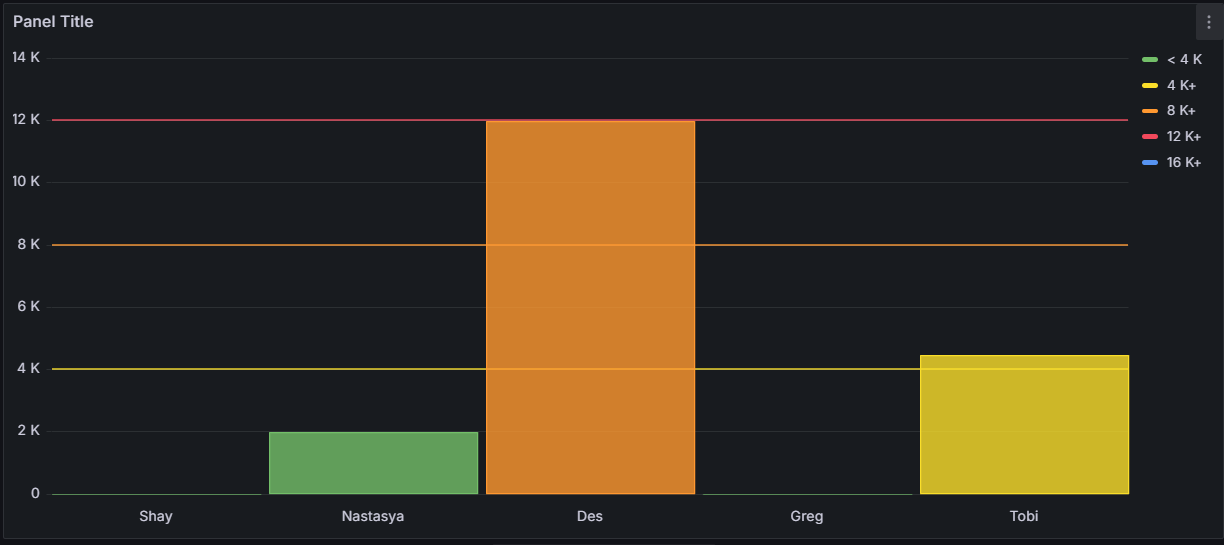 Panel Title
14 K
12 K
10 K
8 K
6 K
4 K
2 K
0
Shay Nastasya Des Greg Tobi
< 4 K
4 K+
8 K+
12 K+
16 K+